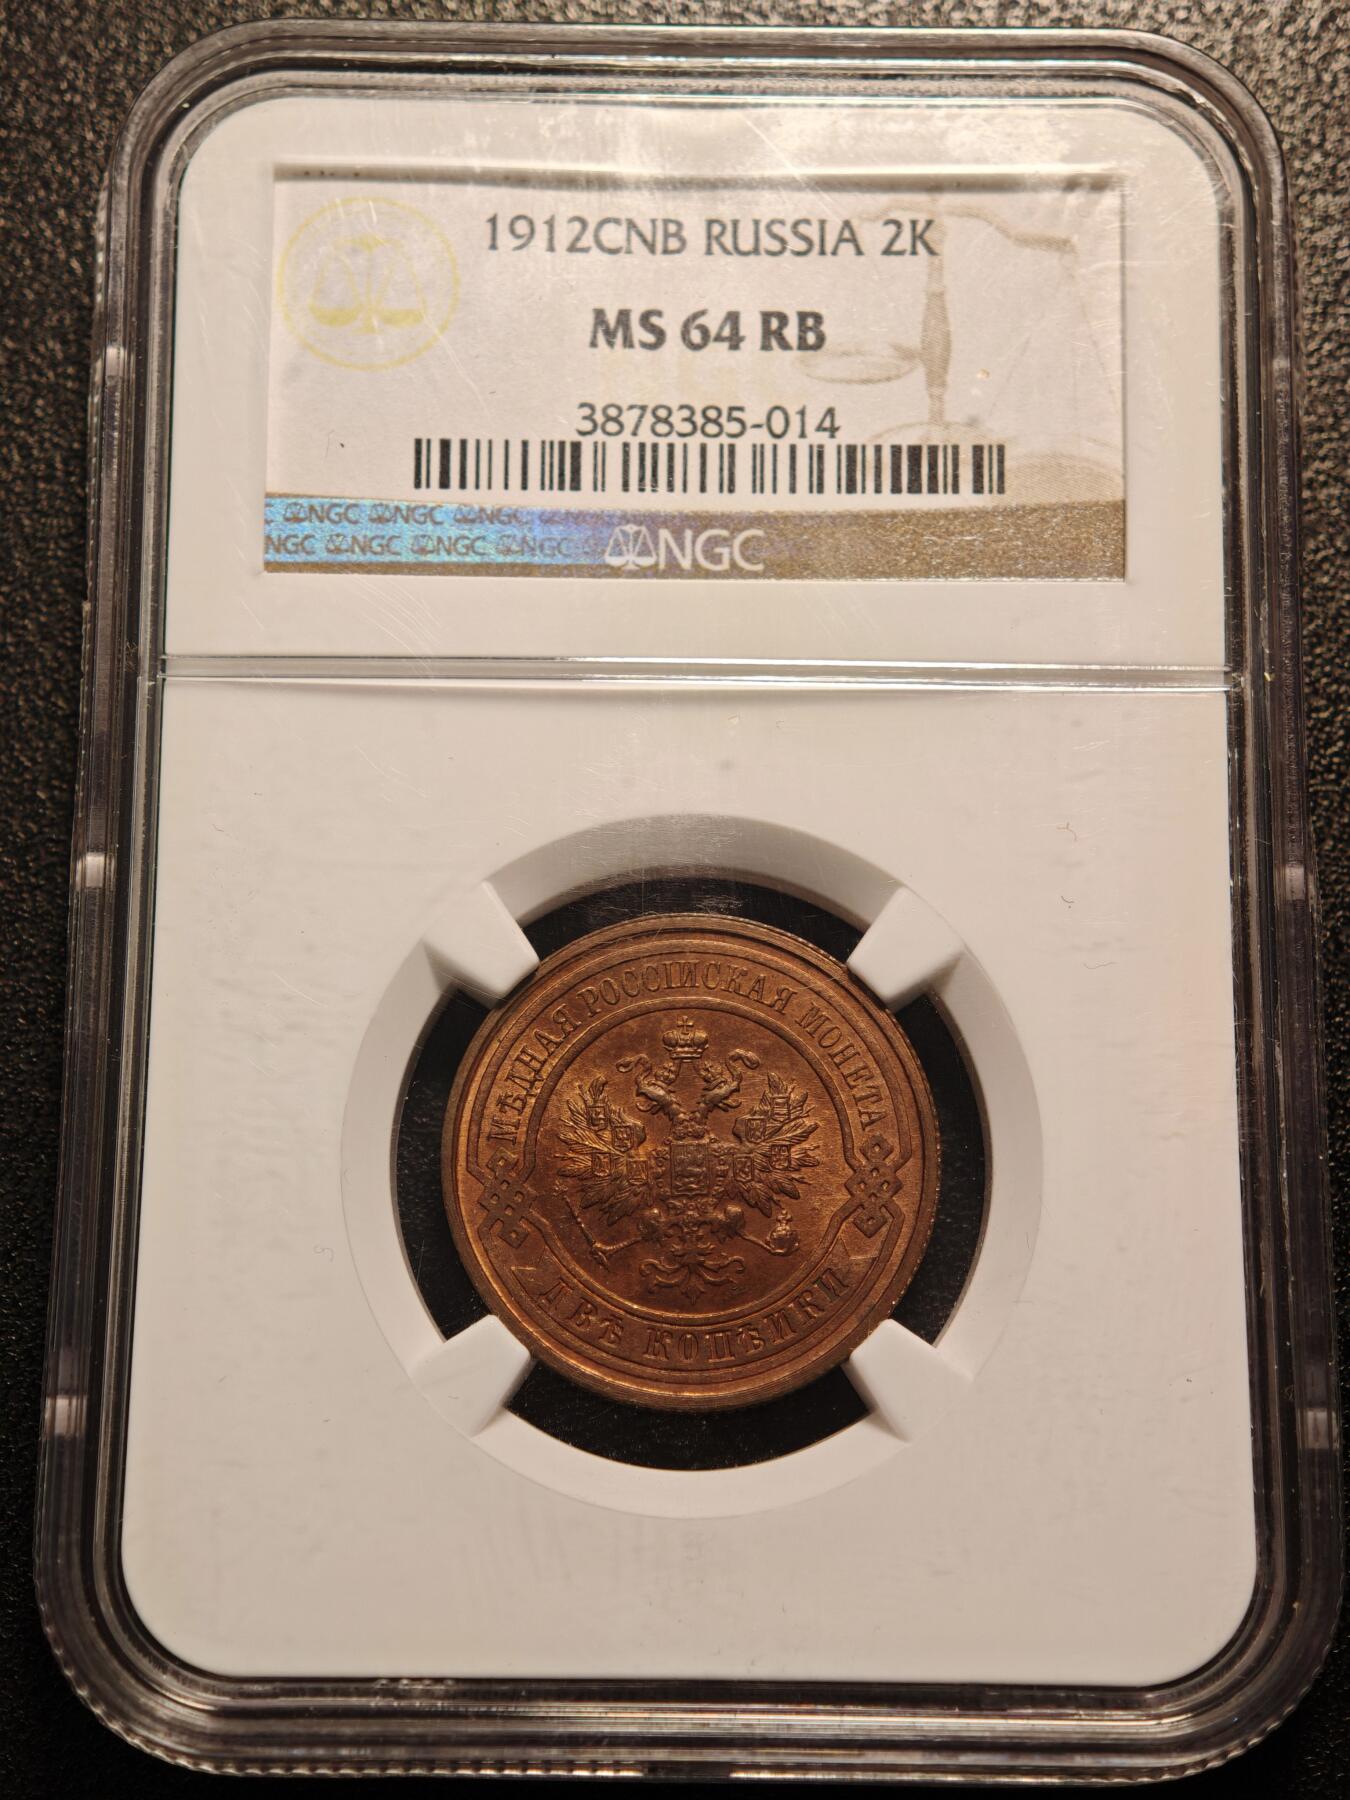 1912CNB RUSSIA 2K
MS 64 RB
3878385-014
NGC NGC NGC NGC
NGC NGC NGC NGC
NGC
МѢДНАЯ РОССІЙСКАЯ МОНЕТА
ДВѢ КОПѢЙКИ